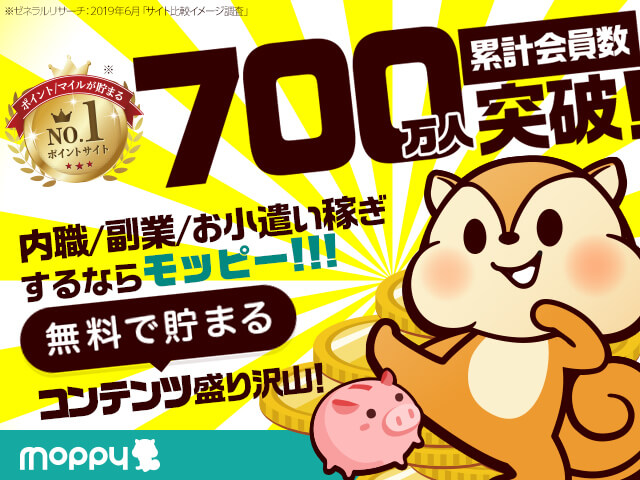 ※ゼネラルリサーチ：2019年6月「サイト比較イメージ調査」
ポイント/マイルが貯まる
※
NO.1
ポイントサイト
累計会員数
700万人突破!
内職/副業/お小遣い稼ぎ
するならモッピー!!!
無料で貯まる
コンテンツ盛り沢山!
moppy